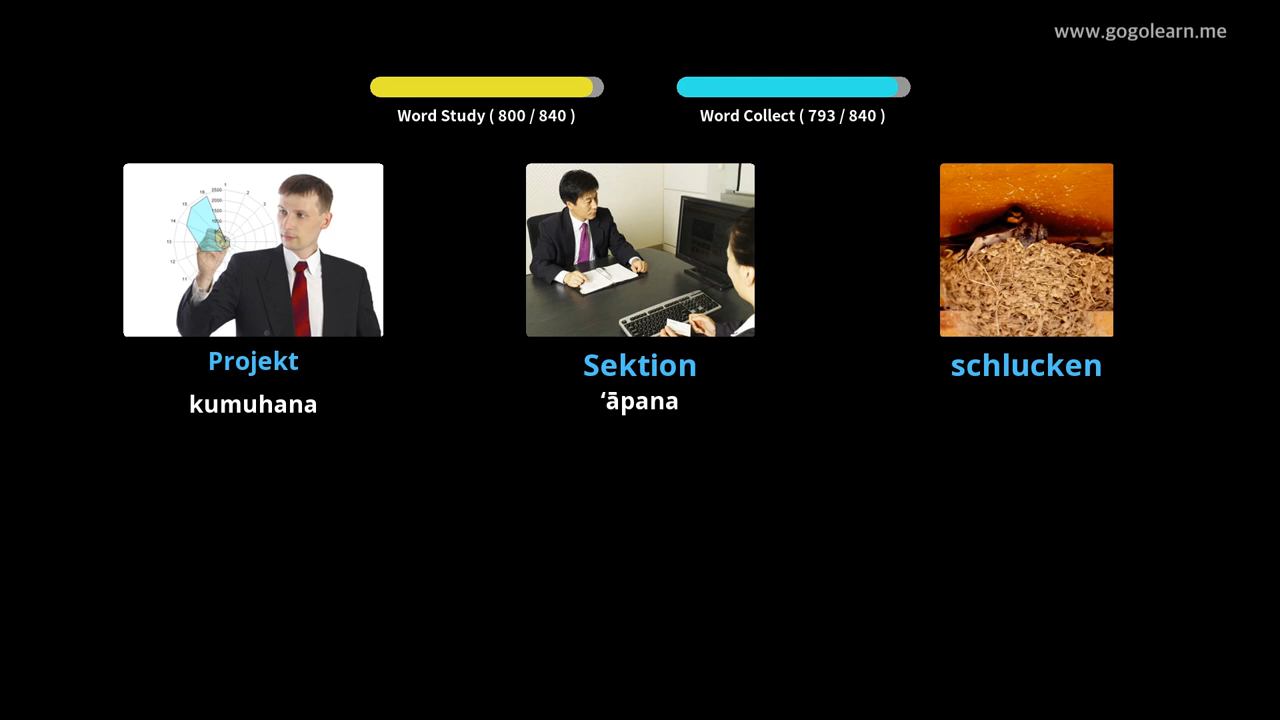 www.gogolearn.me
Word Study ( 800 / 840 )
Word Collect ( 793 / 840 )
Projekt
kumuhana
Sektion
ʻāpana
schlucken